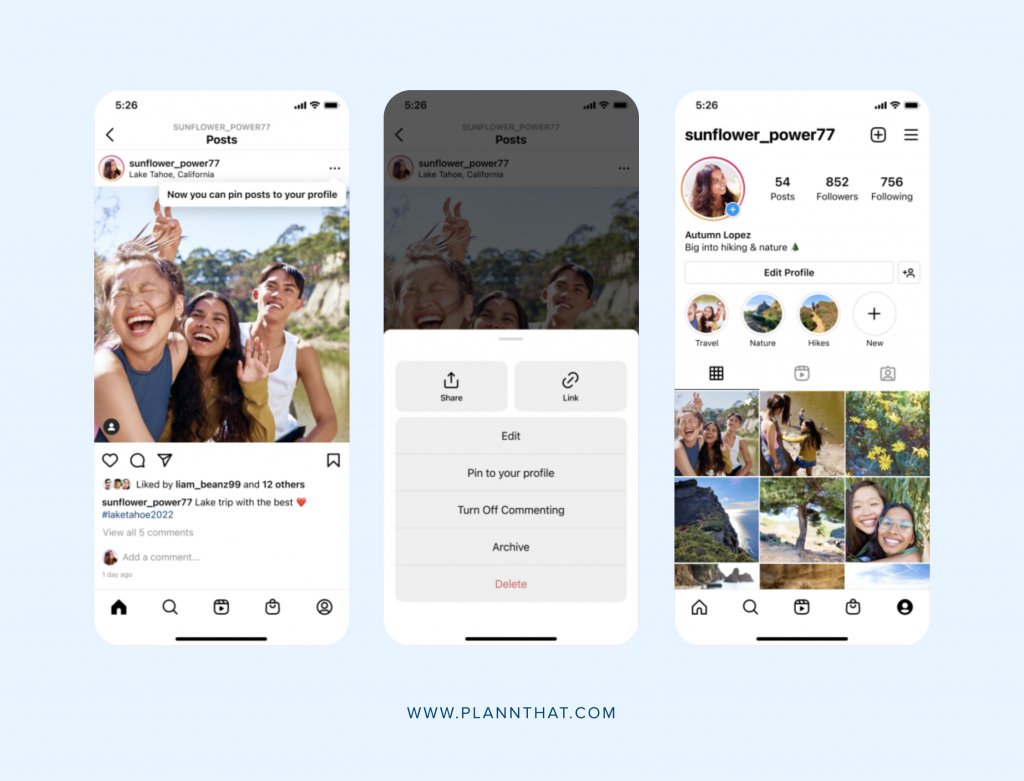 5:26
SUNFLOWER_POWER77
Posts
sunflower_power77
Lake Tahoe, California
Now you can pin posts to your profile
Liked by liam_beanz99 and 12 others
sunflower_power77 Lake trip with the best ❤️
#laketahoe2022
View all 5 comments
Add a comment...
1 day ago
5:26
SUNFLOWER_POWER77
Posts
sunflower_power77
Lake Tahoe, California
Share
Link
Edit
Pin to your profile
Turn Off Commenting
Archive
Delete
5:26
sunflower_power77
54 852 756
Posts Followers Following
Autumn Lopez
Big into hiking & nature 🌲
Edit Profile
Travel Nature Hikes New
WWW.PLANNTHAT.COM